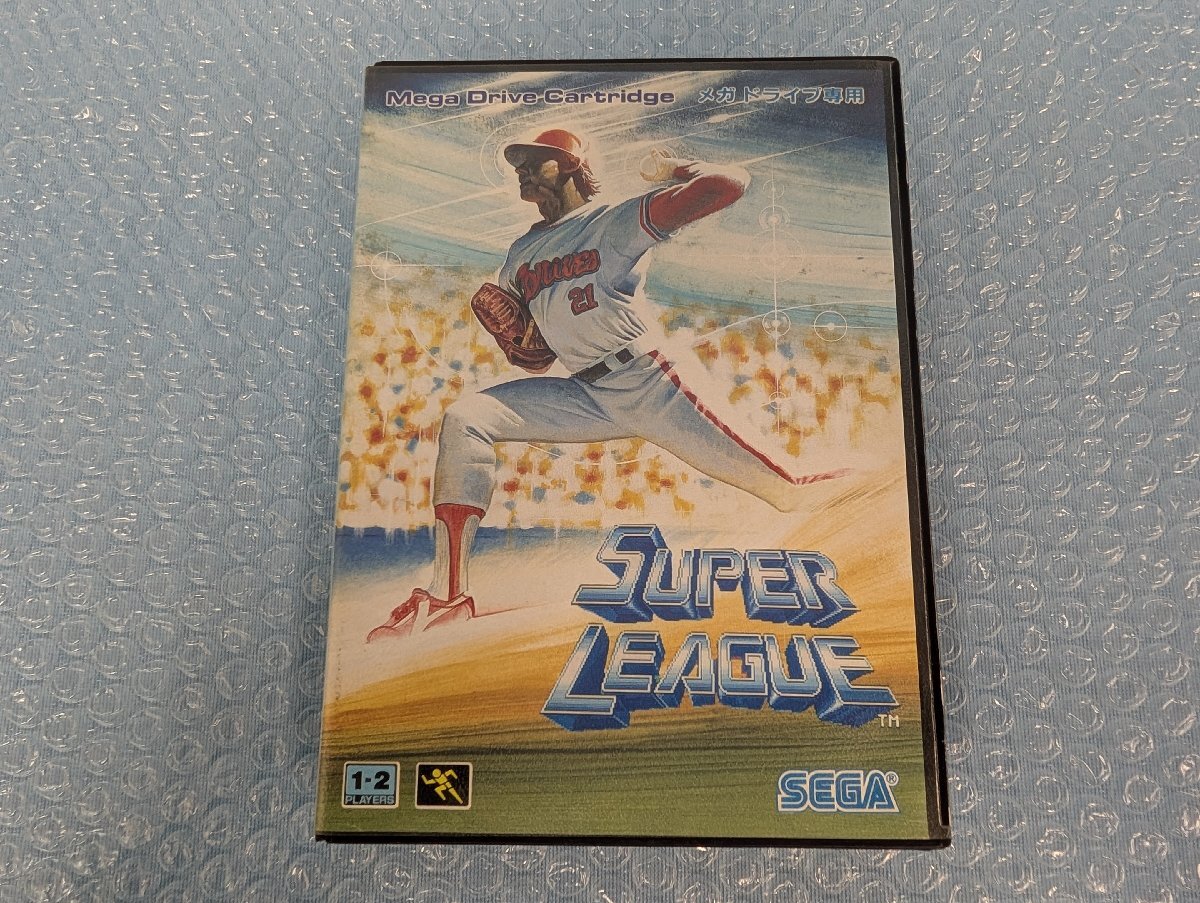 Mega Drive Cartridge メガドライブ専用
21
SUPER
LEAGUE
TM
1-2
PLAYERS
SEGA®